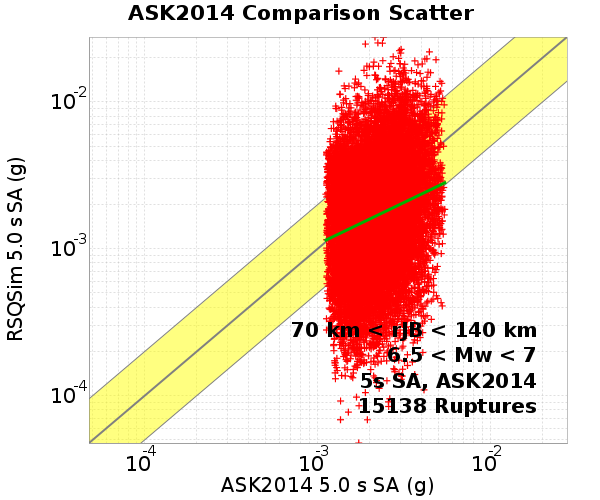 ASK2014 Comparison Scatter
RSQSim 5.0 s SA (g)
10-2
10-3
10-4
70 km < rJB < 140 km
6.5 < Mw < 7
5s SA, ASK2014
15138 Ruptures
10-4 10-3 10-2
ASK2014 5.0 s SA (g)